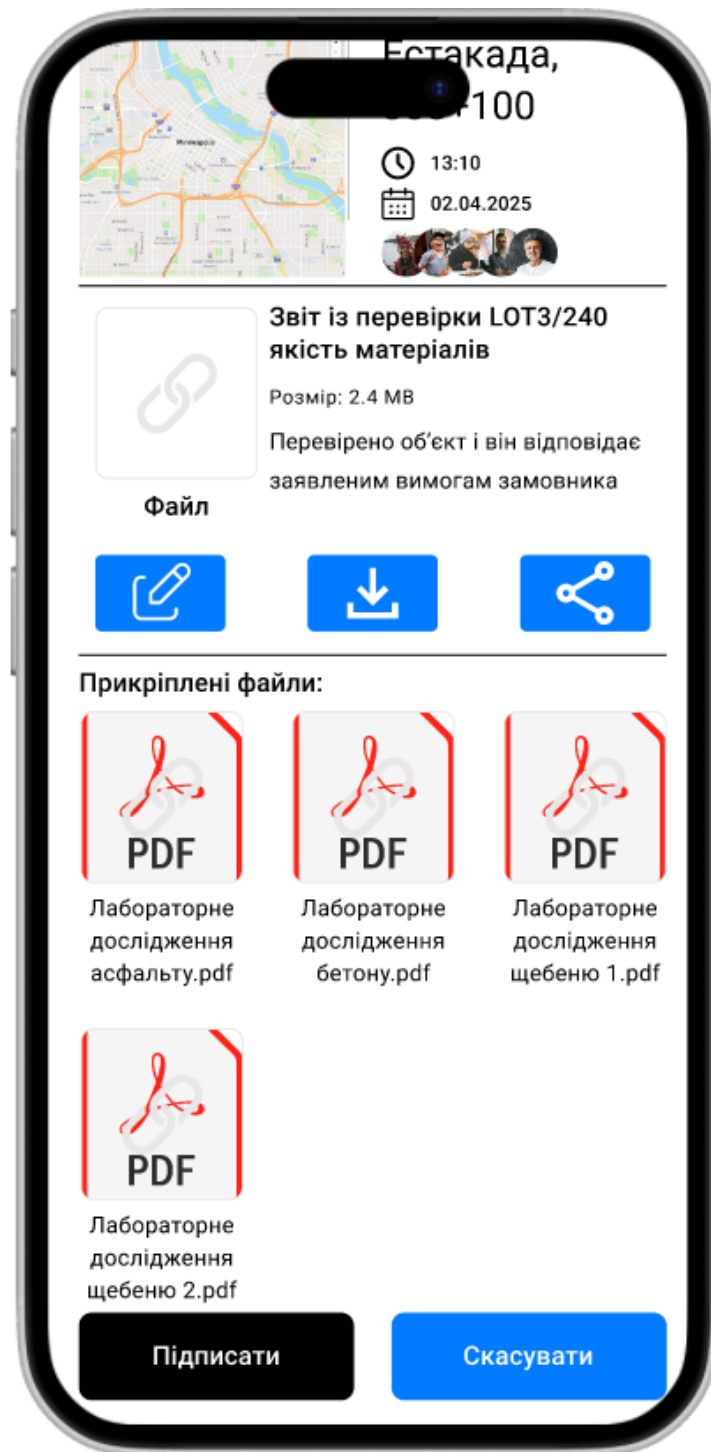 Естакада,
100
13:10
02.04.2025
Звіт із перевірки LOT3/240
якість матеріалів
Розмір: 2.4 MB
Перевірено об’єкт і він відповідає
заявленим вимогам замовника
Файл
Прикріплені файли:
PDF PDF PDF
Лабораторне Лабораторне Лабораторне
дослідження дослідження дослідження
асфальту.pdf бетону.pdf щебеню 1.pdf
PDF
Лабораторне
дослідження
щебеню 2.pdf
Підписати Скасувати